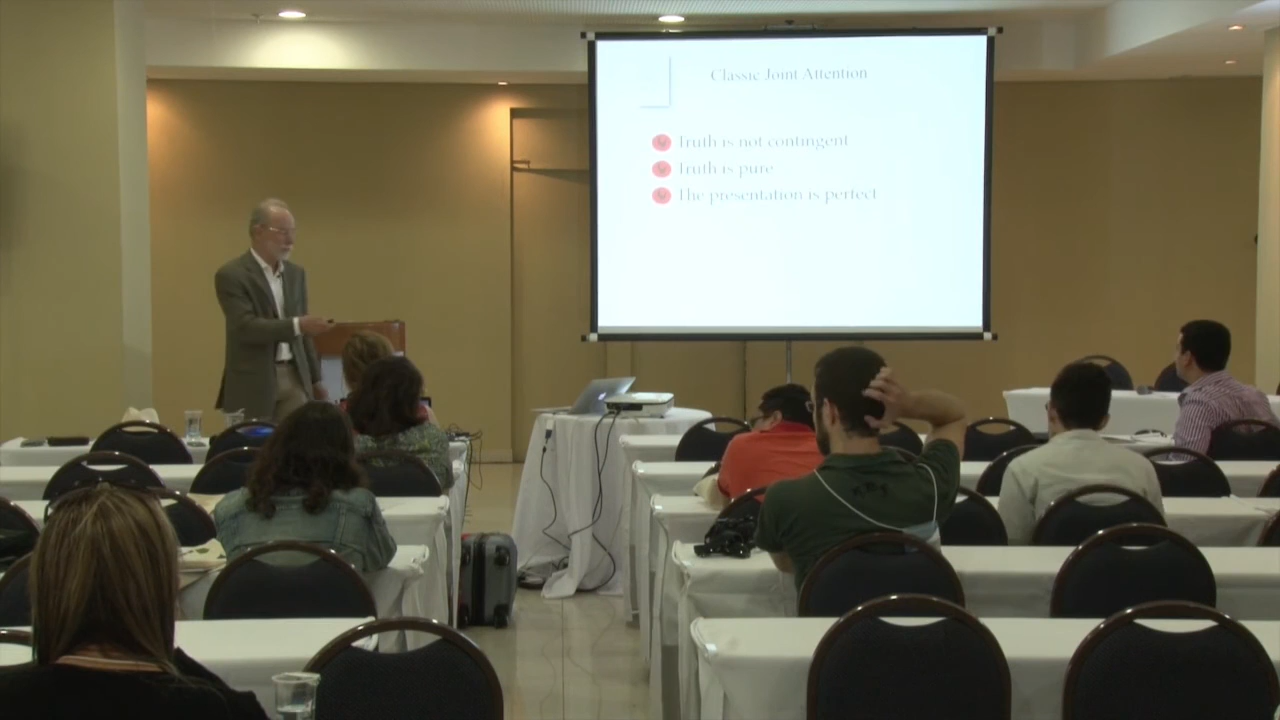 Classic Joint Attention
Truth is not contingent
Truth is pure
The presentation is perfect